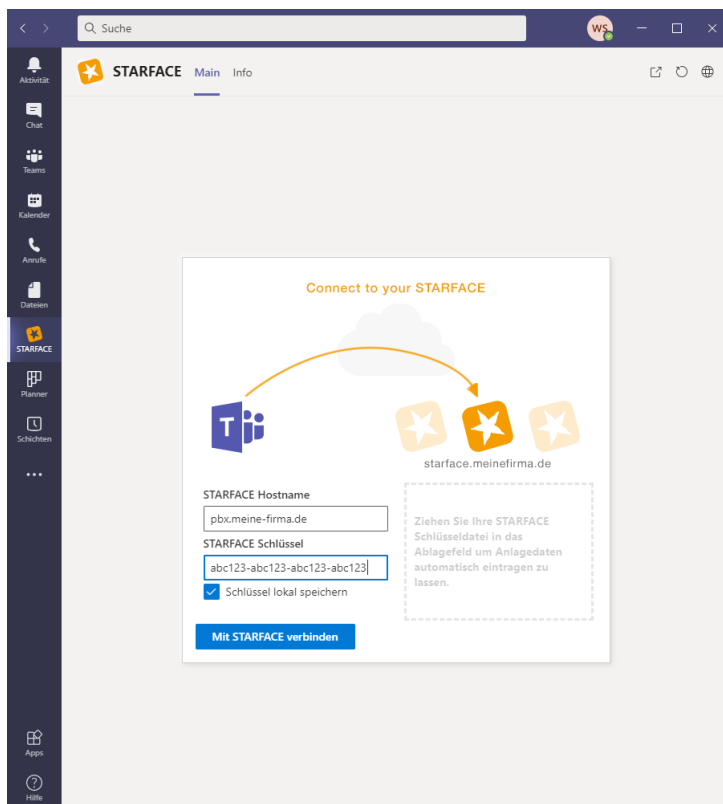 Suche
WS
Aktivität
Chat
Teams
Kalender
Anrufe
Dateien
STARFACE
Planner
Schichten
Apps
Hilfe
STARFACE Main Info
Connect to your STARFACE
T
starface.meinefirma.de
STARFACE Hostname
pbx.meine-firma.de
STARFACE Schlüssel
abc123-abc123-abc123-abc123
Schlüssel lokal speichern
Mit STARFACE verbinden
Ziehen Sie Ihre STARFACE
Schlüsseldatei in das
Ablagefeld um Anlagedaten
automatisch eintragen zu
lassen.